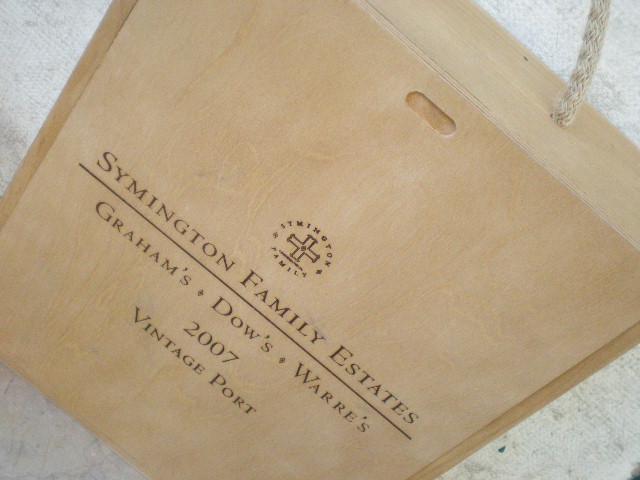 SYMINGTON
FAMILY
SYMINGTON FAMILY ESTATES
GRAHAM'S DOW'S WARRE'S
2007
VINTAGE PORT